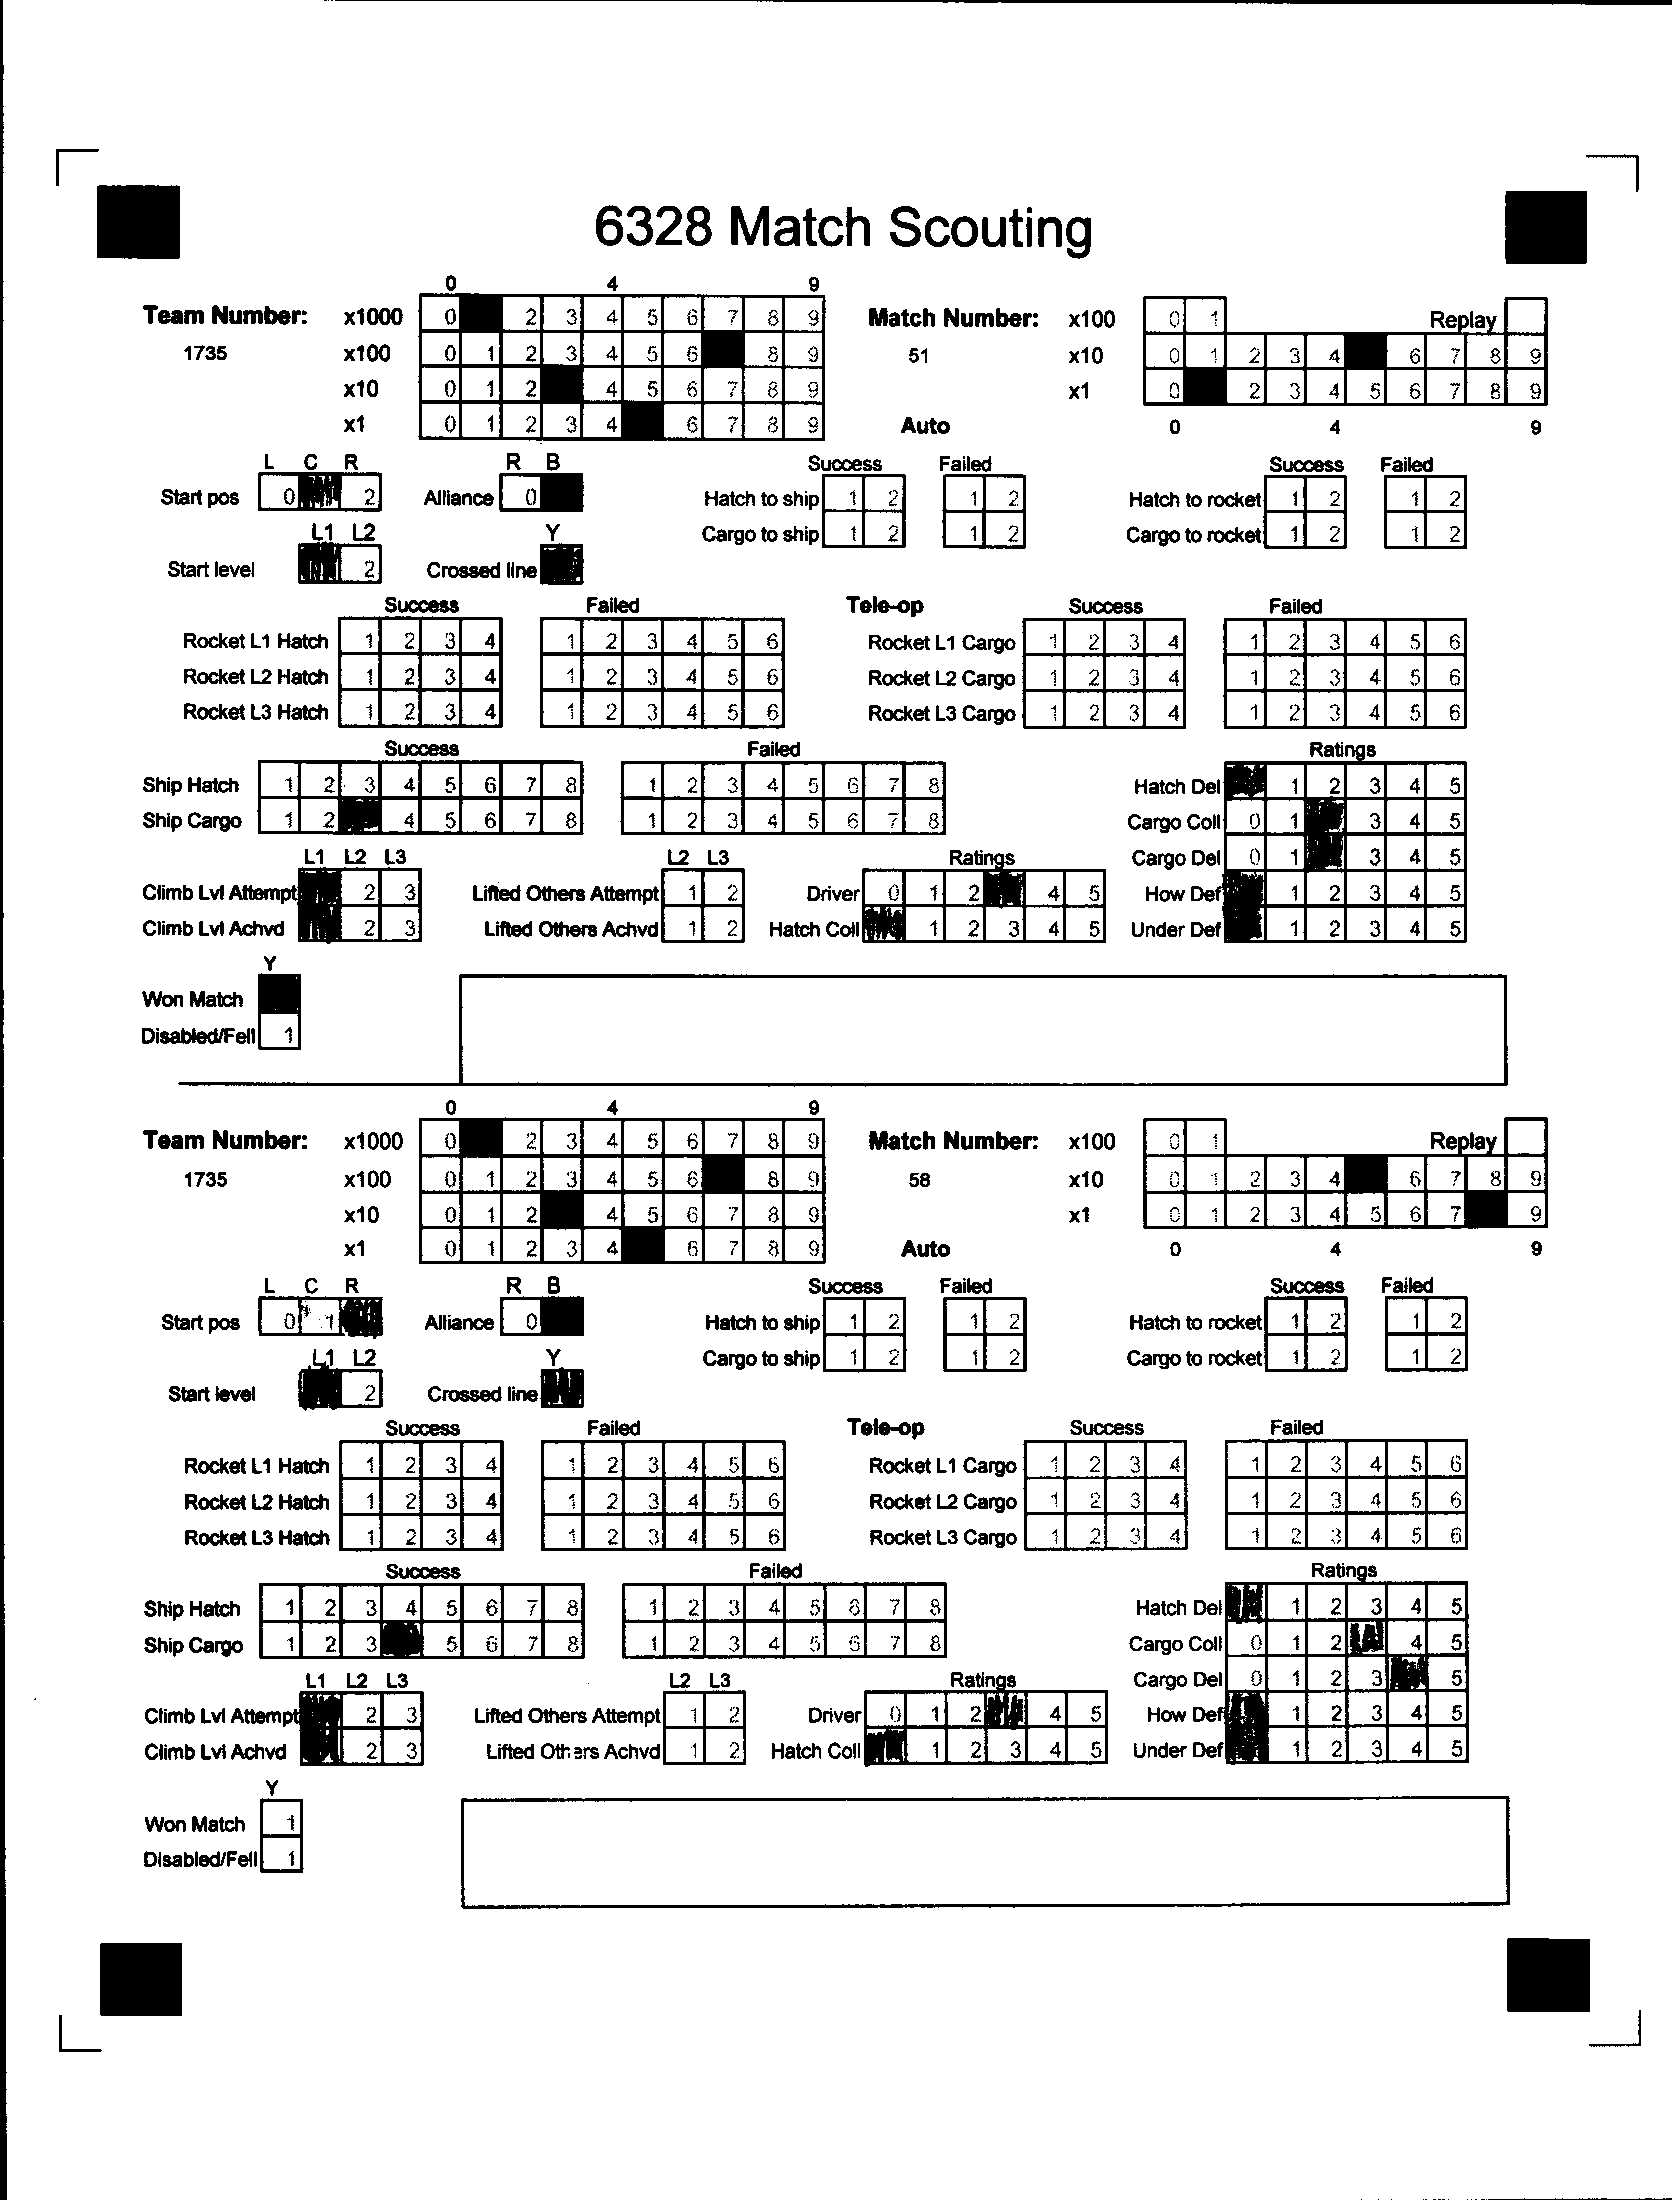 6328 Match Scouting
0 4 9
Team Number: x1000 0 2 3 4 5 6 7 8 9 Match Number: x100 0 1 Replay
1735 x100 0 1 2 3 4 5 6 8 9 51 x10 0 1 2 3 4 6 7 8 9
x10 0 1 2 4 5 6 7 8 9 x1 0 2 3 4 5 6 7 8 9
x1 0 1 2 3 4 6 7 8 9 Auto 0 4 9
L C R R B Success Failed Success Failed
Start pos 0 2 Alliance 0 Hatch to ship 1 2 1 2 Hatch to rocket 1 2 1 2
L1 L2 Y Cargo to ship 1 2 1 2 Cargo to rocket 1 2 1 2
Start level 2 Crossed line
Success Failed Tele-op Success Failed
Rocket L1 Hatch 1 2 3 4 1 2 3 4 5 6 Rocket L1 Cargo 1 2 3 4 1 2 3 4 5 6
Rocket L2 Hatch 1 2 3 4 1 2 3 4 5 6 Rocket L2 Cargo 1 2 3 4 1 2 3 4 5 6
Rocket L3 Hatch 1 2 3 4 1 2 3 4 5 6 Rocket L3 Cargo 1 2 3 4 1 2 3 4 5 6
Success Failed Ratings
Ship Hatch 1 2 3 4 5 6 7 8 1 2 3 4 5 6 7 8 Hatch Del 1 2 3 4 5
Ship Cargo 1 2 4 5 6 7 8 1 2 3 4 5 6 7 8 Cargo Coll 0 1 3 4 5
L1 L2 L3 L2 L3 Ratings Cargo Del 0 1 3 4 5
Climb Lvl Attempt 2 3 Lifted Others Attempt 1 2 Driver 0 1 2 4 5 How Def 1 2 3 4 5
Climb Lvl Achvd 2 3 Lifted Others Achvd 1 2 Hatch Coll 1 2 3 4 5 Under Def 1 2 3 4 5
Y
Won Match
Disabled/Fell 1
0 4 9
Team Number: x1000 0 2 3 4 5 6 7 8 9 Match Number: x100 0 1 Replay
1735 x100 0 1 2 3 4 5 6 8 9 58 x10 0 1 2 3 4 6 7 8 9
x10 0 1 2 4 5 6 7 8 9 x1 0 1 2 3 4 5 6 7 9
x1 0 1 2 3 4 6 7 8 9 Auto 0 4 9
L C R R B Success Failed Success Failed
Start pos 0 1 Alliance 0 Hatch to ship 1 2 1 2 Hatch to rocket 1 2 1 2
L1 L2 Y Cargo to ship 1 2 1 2 Cargo to rocket 1 2 1 2
Start level 2 Crossed line
Success Failed Tele-op Success Failed
Rocket L1 Hatch 1 2 3 4 1 2 3 4 5 6 Rocket L1 Cargo 1 2 3 4 1 2 3 4 5 6
Rocket L2 Hatch 1 2 3 4 1 2 3 4 5 6 Rocket L2 Cargo 1 2 3 4 1 2 3 4 5 6
Rocket L3 Hatch 1 2 3 4 1 2 3 4 5 6 Rocket L3 Cargo 1 2 3 4 1 2 3 4 5 6
Success Failed Ratings
Ship Hatch 1 2 3 4 5 6 7 8 1 2 3 4 5 6 7 8 Hatch Del 1 2 3 4 5
Ship Cargo 1 2 3 5 6 7 8 1 2 3 4 5 6 7 8 Cargo Coll 0 1 2 4 5
L1 L2 L3 L2 L3 Ratings Cargo Del 0 1 2 3 5
Climb Lvl Attempt 2 3 Lifted Others Attempt 1 2 Driver 0 1 2 4 5 How Def 1 2 3 4 5
Climb Lvl Achvd 2 3 Lifted Others Achvd 1 2 Hatch Coll 1 2 3 4 5 Under Def 1 2 3 4 5
Y
Won Match 1
Disabled/Fell 1